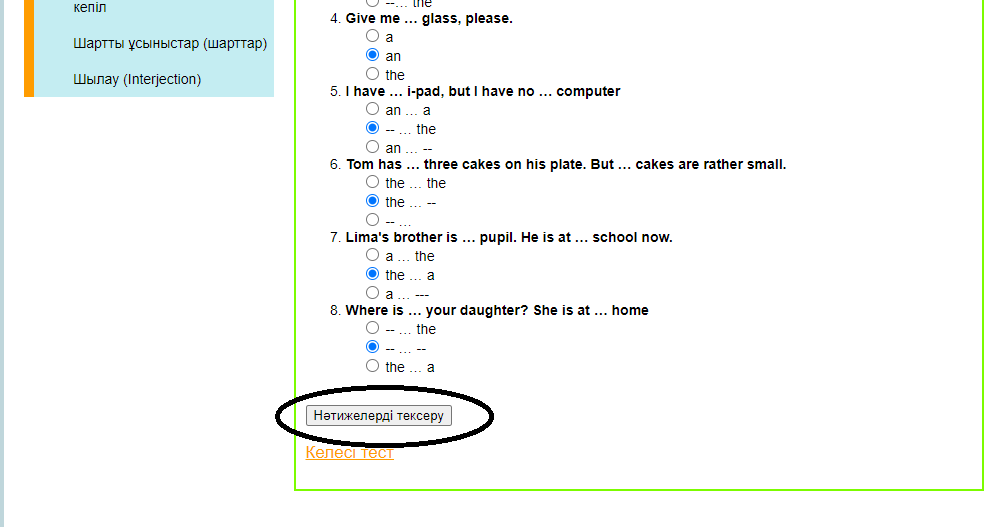 кепіл
Шартты ұсыныстар (шарттар)
Шылау (Interjection)
--... the
4. Give me ... glass, please.
a
an
the
5. I have ... i-pad, but I have no ... computer
an ... a
-- ... the
an ... --
6. Tom has ... three cakes on his plate. But ... cakes are rather small.
the ... the
the ... --
-- ...
7. Lima's brother is ... pupil. He is at ... school now.
a ... the
the ... a
a ... ---
8. Where is ... your daughter? She is at ... home
-- ... the
-- ... --
the ... a
Нәтижелерді тексеру
Келесі тест